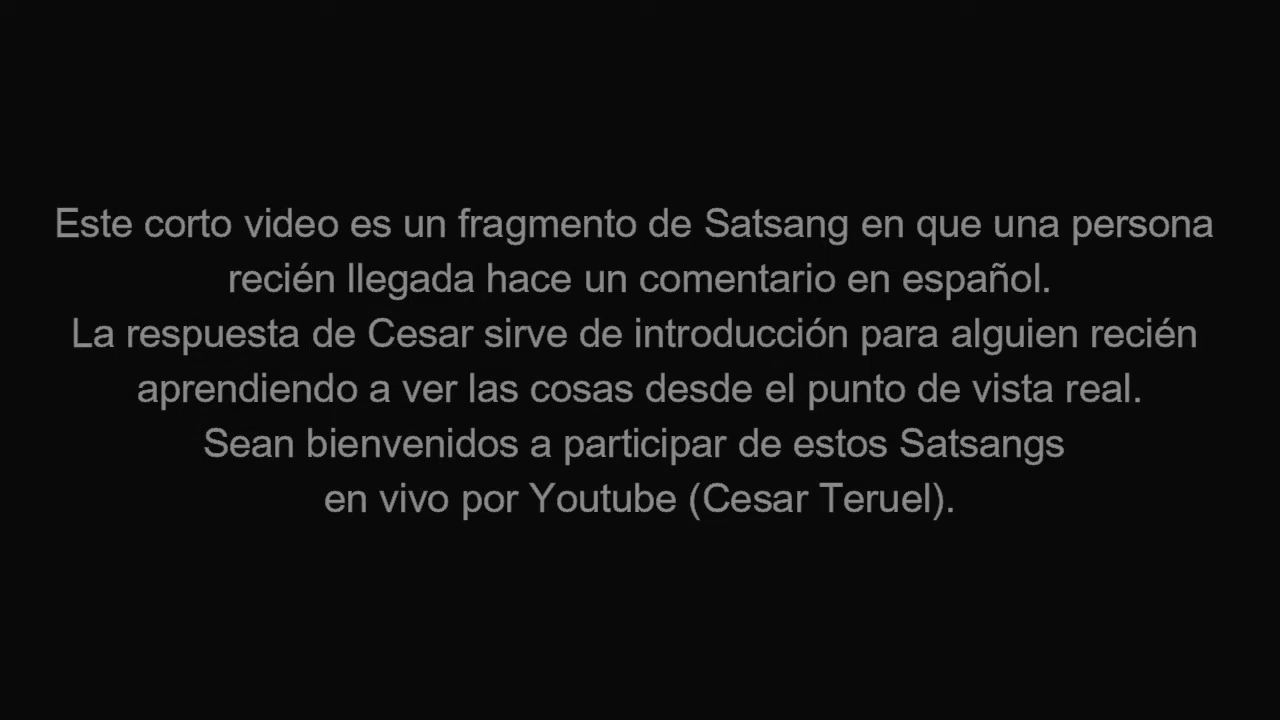 Este corto video es un fragmento de Satsang en que una persona
recién llegada hace un comentario en español.
La respuesta de Cesar sirve de introducción para alguien recién
aprendiendo a ver las cosas desde el punto de vista real.
Sean bienvenidos a participar de estos Satsangs
en vivo por Youtube (Cesar Teruel).